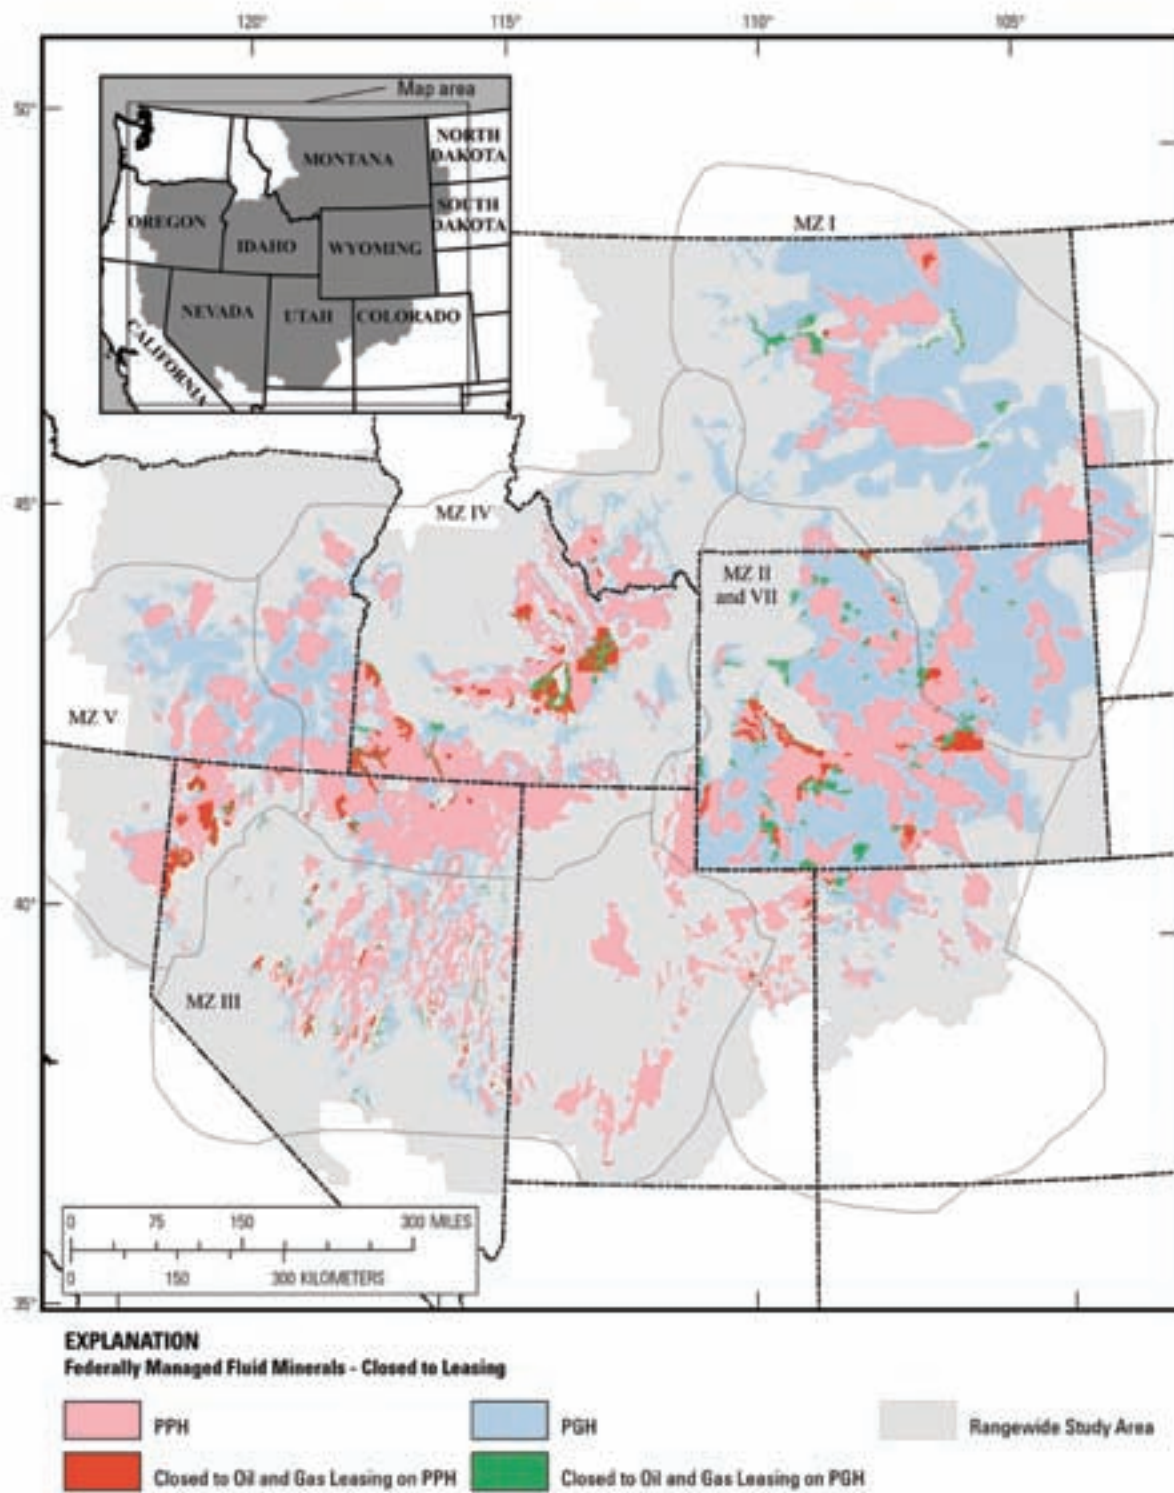 120°
115°
110°
105°
50°
45°
40°
35°
Map area
NORTH
DAKOTA
MONTANA
SOUTH
DAKOTA
OREGON
IDAHO
WYOMING
NEVADA
UTAH
COLORADO
CALIFORNIA
MZ I
MZ IV
MZ II
and VII
MZ V
MZ III
0 75 150 300 MILES
0 150 300 KILOMETERS
EXPLANATION
Federally Managed Fluid Minerals - Closed to Leasing
PPH
PGH
Rangewide Study Area
Closed to Oil and Gas Leasing on PPH
Closed to Oil and Gas Leasing on PGH